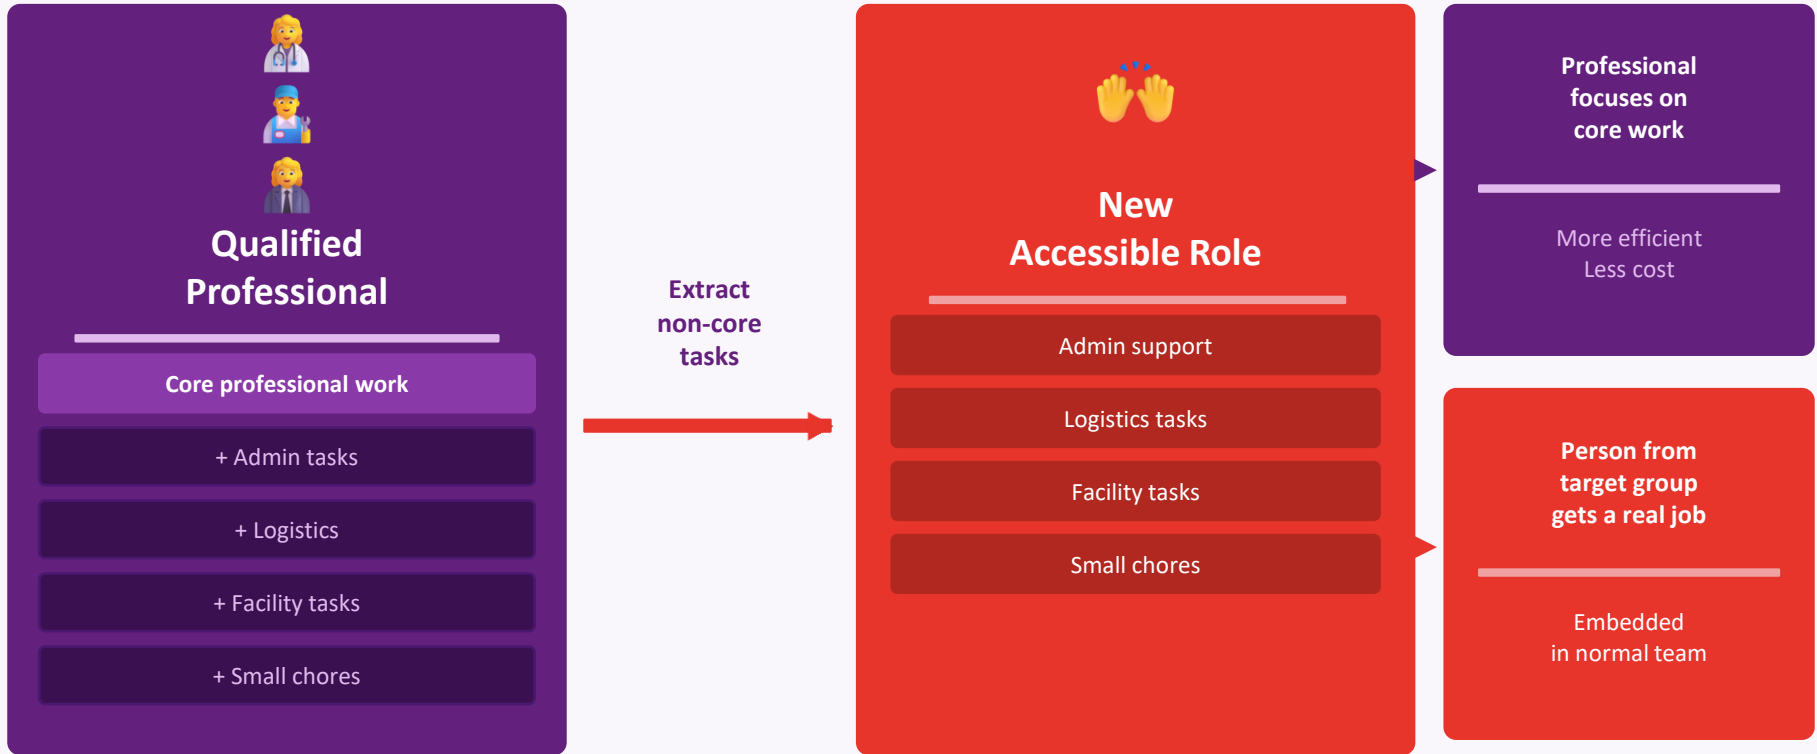 Qualified
Professional
Core professional work
+ Admin tasks
+ Logistics
+ Facility tasks
+ Small chores
Extract
non-core
tasks
New
Accessible Role
Admin support
Logistics tasks
Facility tasks
Small chores
Professional
focuses on
core work
More efficient
Less cost
Person from
target group
gets a real job
Embedded
in normal team